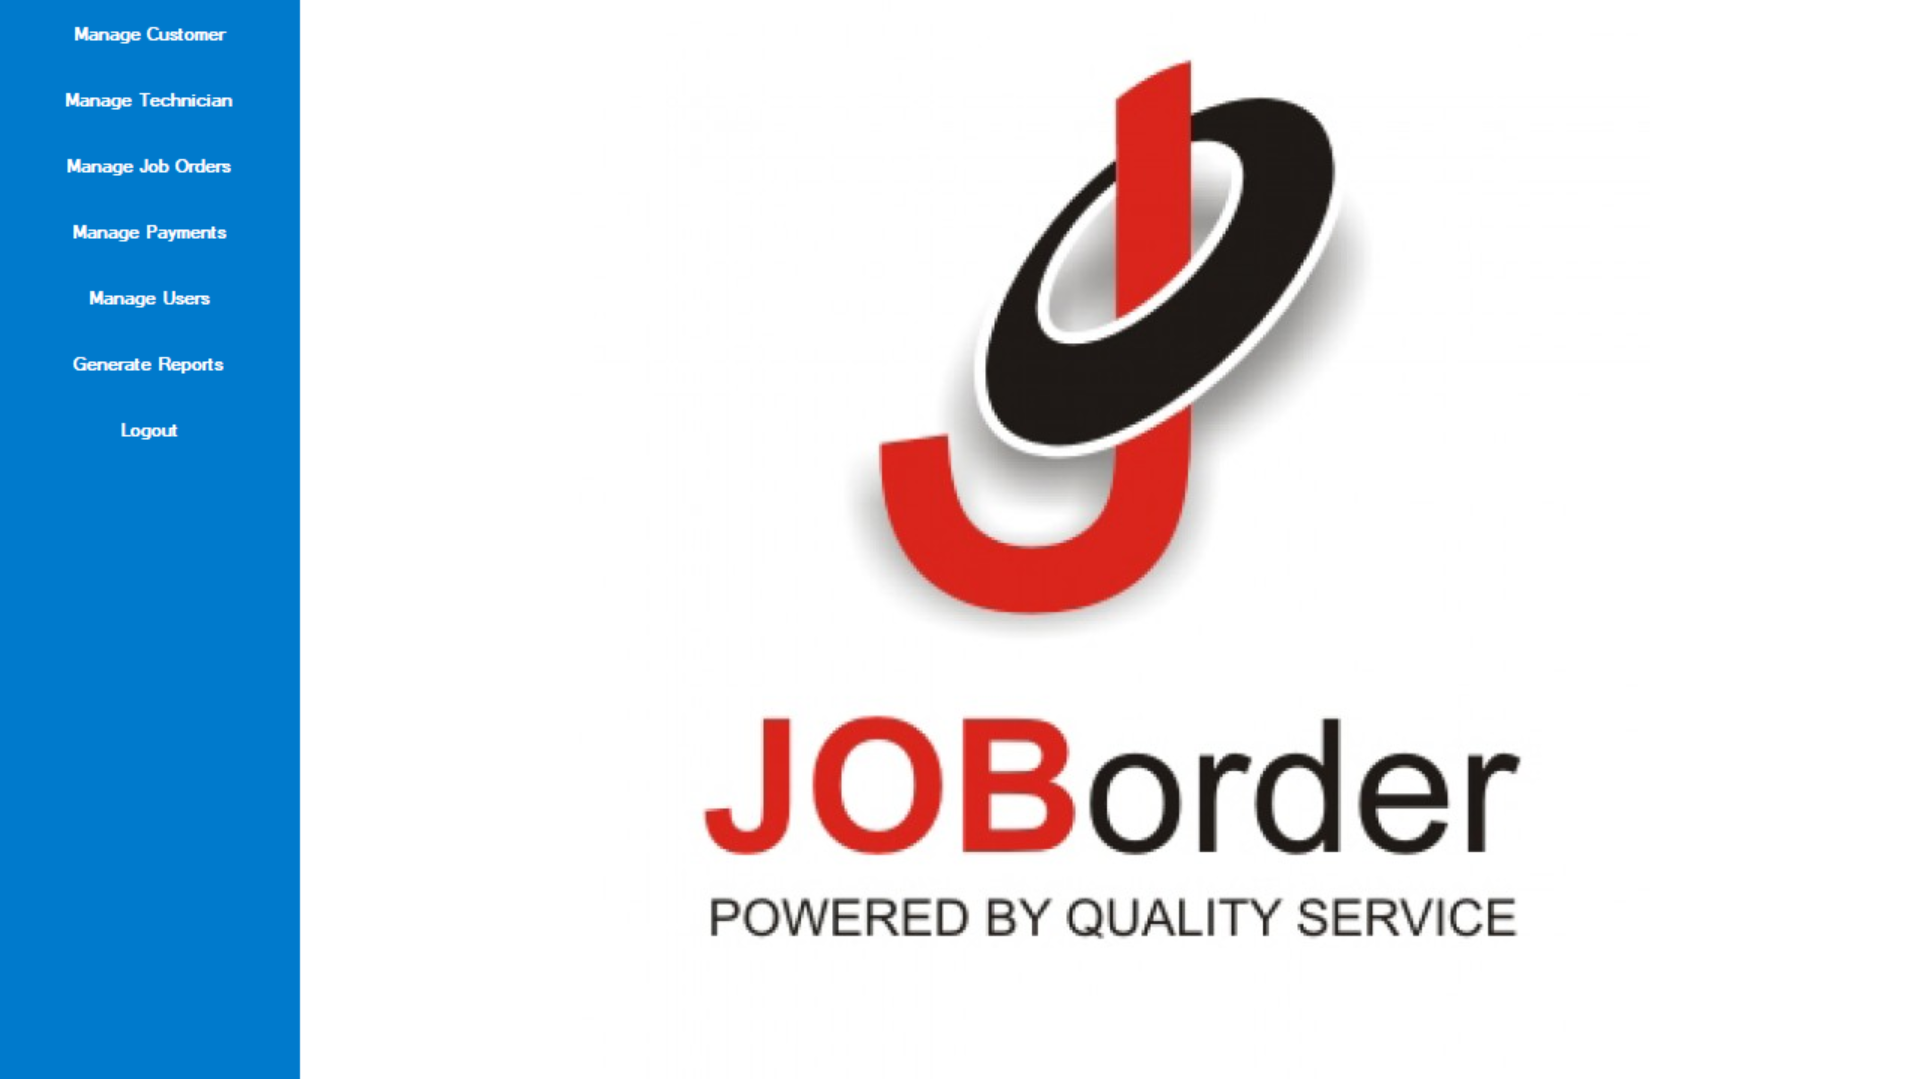 Manage Customer
Manage Technician
Manage Job Orders
Manage Payments
Manage Users
Generate Reports
Logout
JO
JOBorder
POWERED BY QUALITY SERVICE